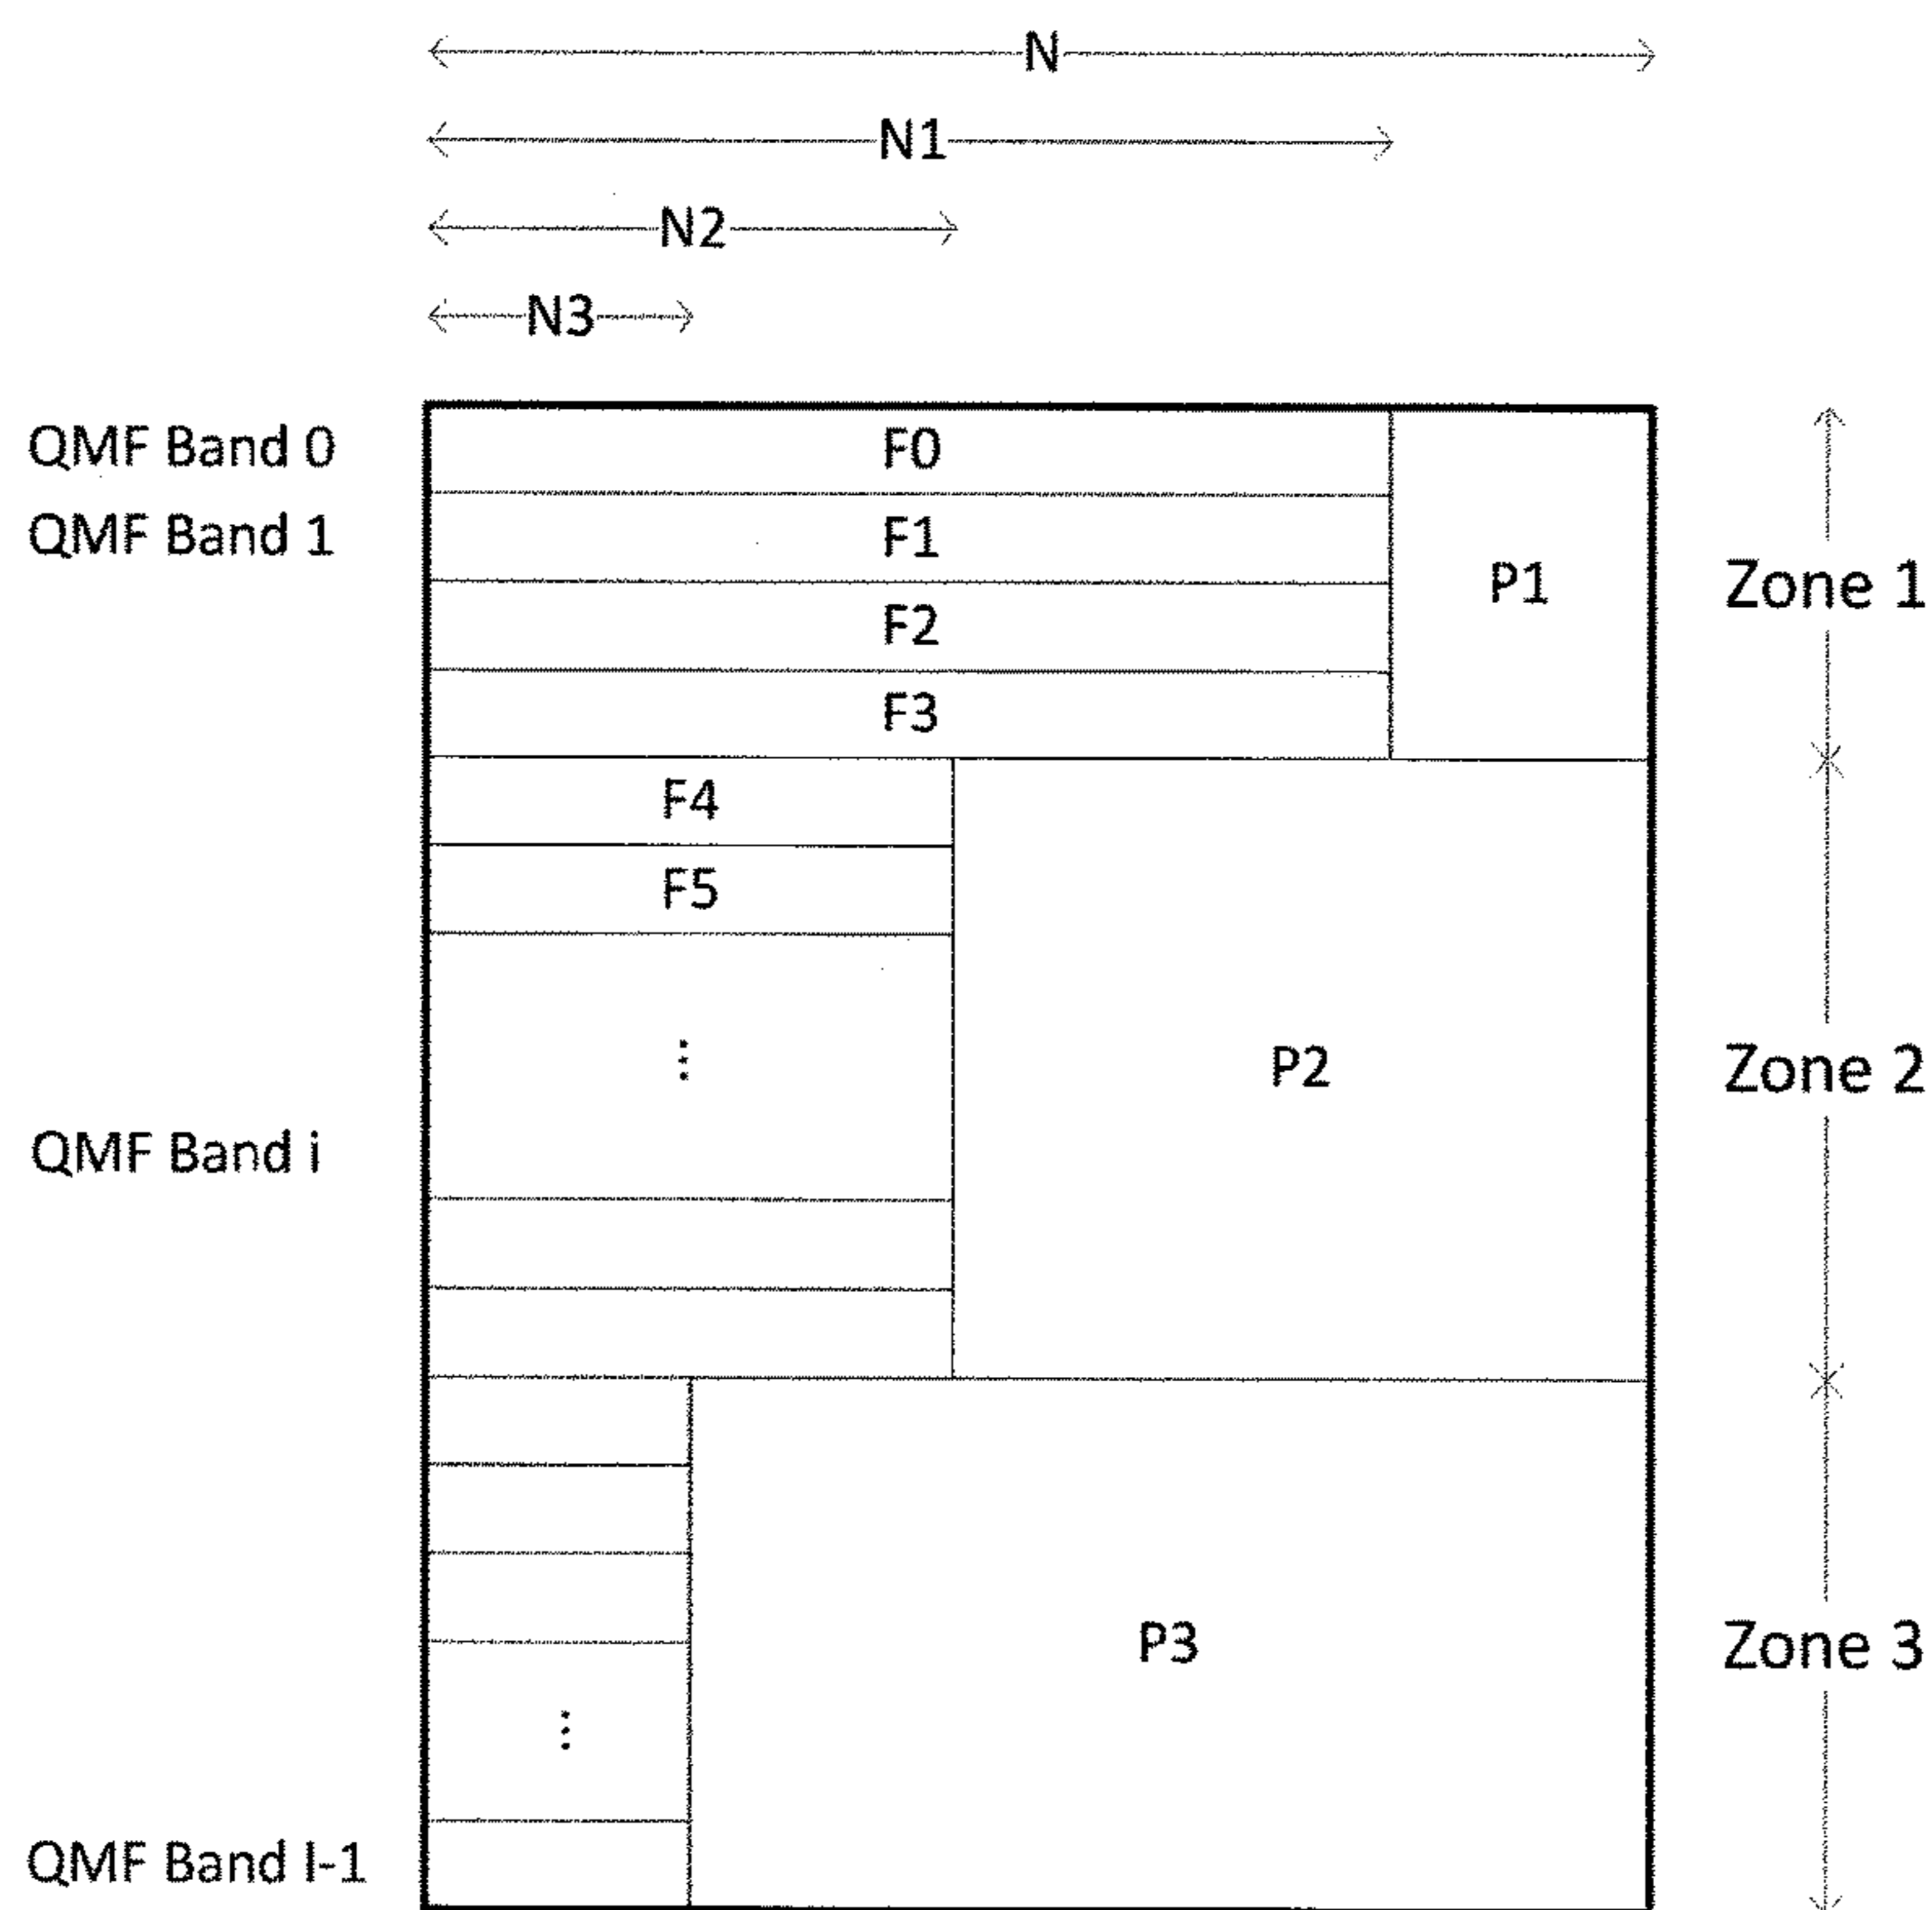 N
N1
N2
N3
QMF Band 0
F0
QMF Band 1
F1
P1
Zone 1
F2
F3
F4
F5
⋮
P2
Zone 2
QMF Band i
P3
Zone 3
⋮
QMF Band I-1